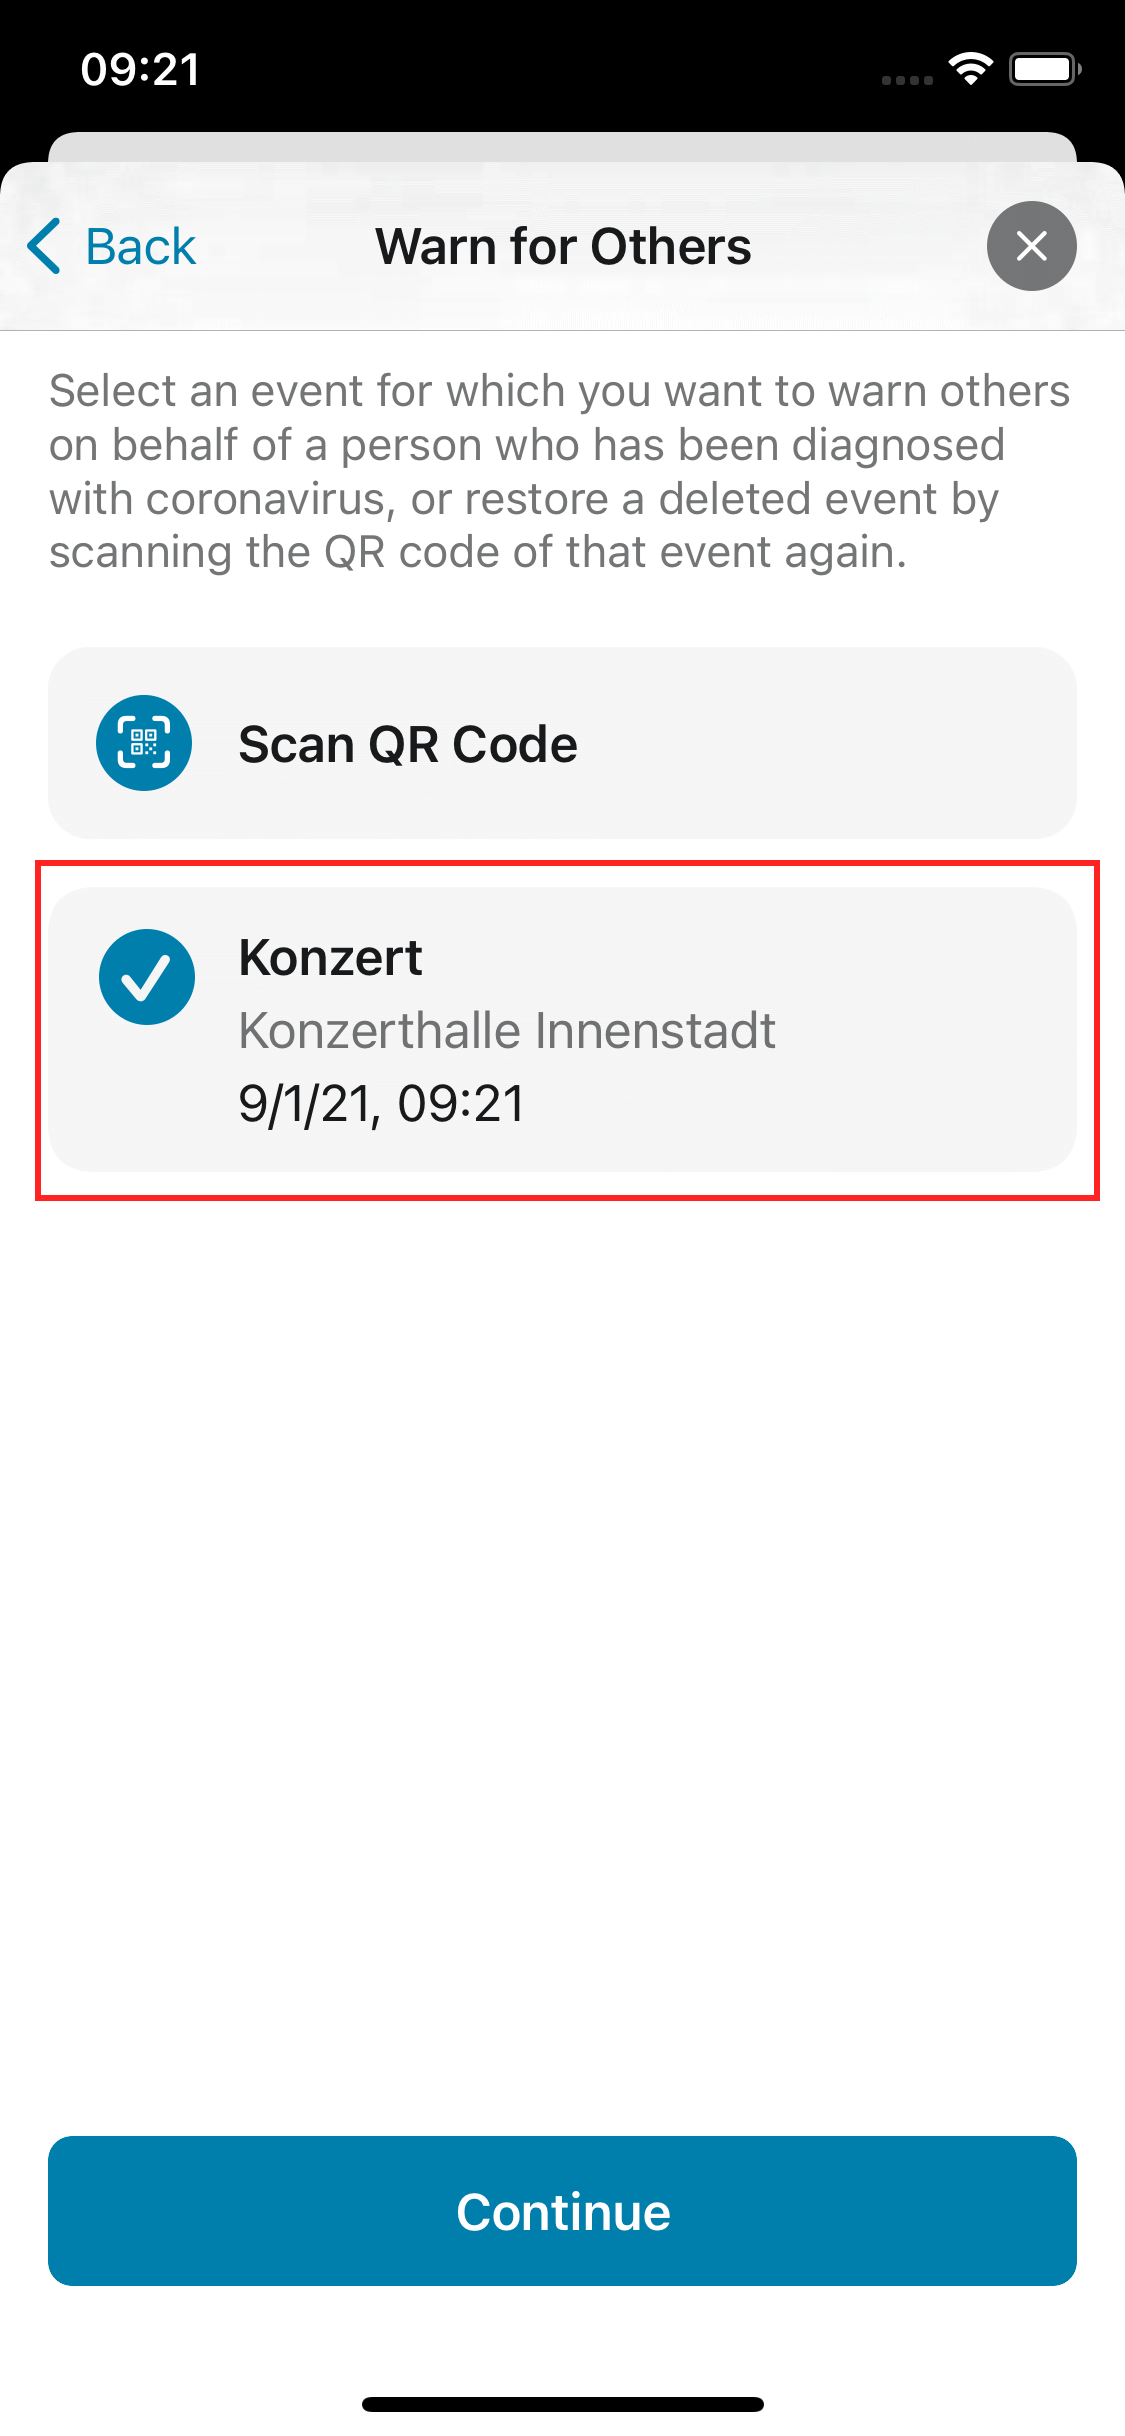 09:21
Back
Warn for Others
Select an event for which you want to warn others
on behalf of a person who has been diagnosed
with coronavirus, or restore a deleted event by
scanning the QR code of that event again.
Scan QR Code
Konzert
Konzerthalle Innenstadt
9/1/21, 09:21
Continue